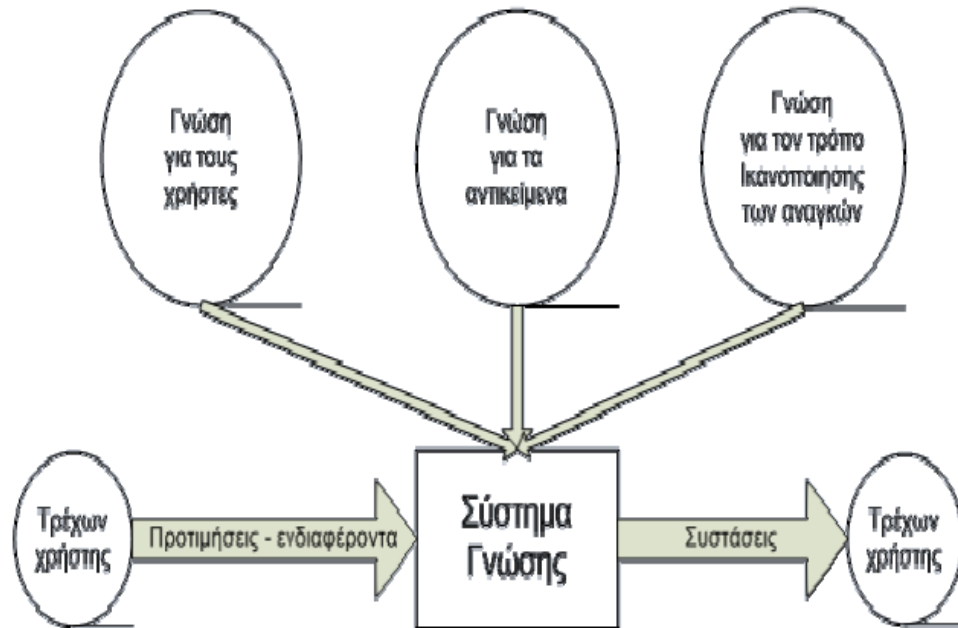 Γνώση
για τους
χρήστες
Γνώση
για τα
αντικείμενα
Γνώση
για τον τρόπο
Ικανοποίησης
των αναγκών
Τρέχων
χρήστης
Προτιμήσεις - ενδιαφέροντα
Σύστημα
Γνώσης
Συστάσεις
Τρέχων
χρήστης